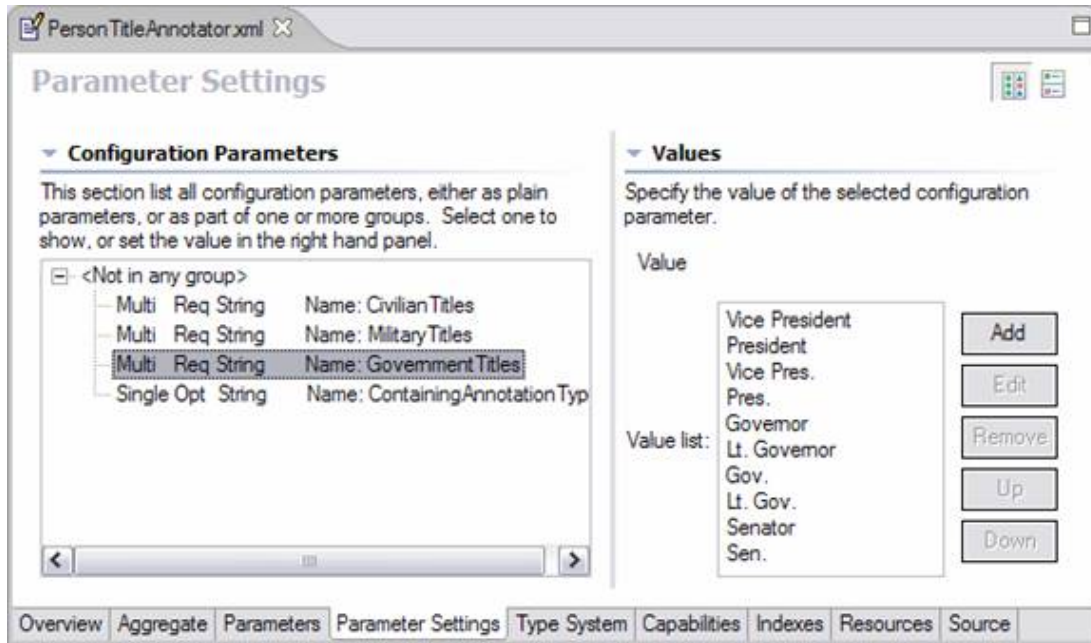 PersonTitleAnnotator.xml
Parameter Settings
Configuration Parameters
This section list all configuration parameters, either as plain
parameters, or as part of one or more groups. Select one to
show, or set the value in the right hand panel.
<Not in any group>
Multi Req String Name: CivilianTitles
Multi Req String Name: MilitaryTitles
Multi Req String Name: GovernmentTitles
Single Opt String Name: ContainingAnnotationTyp
Values
Specify the value of the selected configuration
parameter.
Value
Value list:
Vice President
President
Vice Pres.
Pres.
Governor
Lt. Governor
Gov.
Lt. Gov.
Senator
Sen.
Add
Edit
Remove
Up
Down
Overview Aggregate Parameters Parameter Settings Type System Capabilities Indexes Resources Source